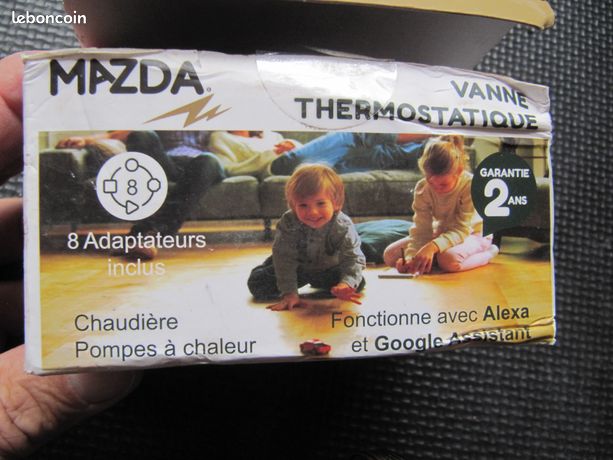 leboncoin
MAZDA
VANNE
THERMOSTATIQUE
GARANTIE
2 ANS
8
8 Adaptateurs
inclus
Chaudière
Pompes à chaleur
Fonctionne avec Alexa
et Google Assistant